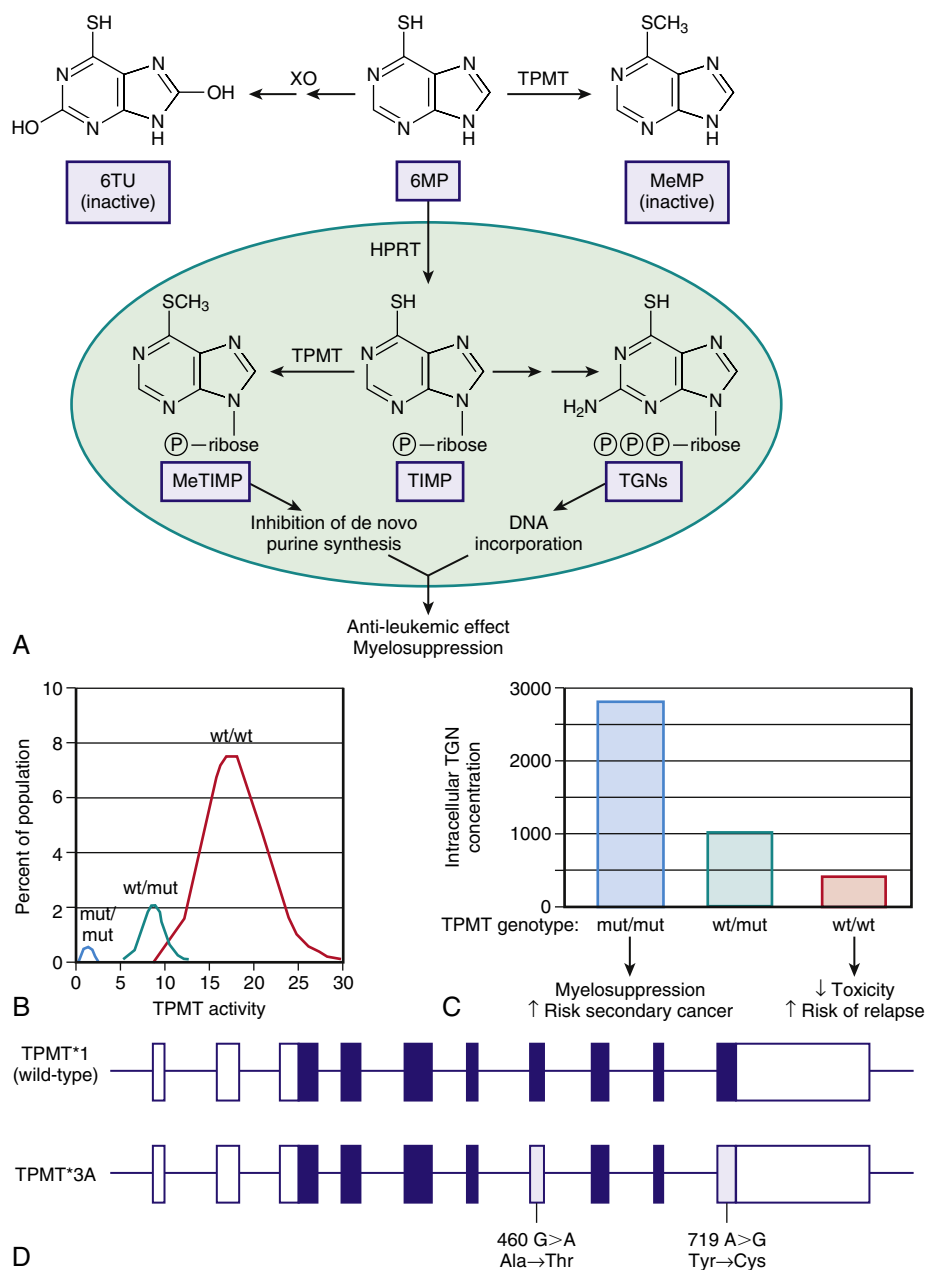 SH
SH
SCH3
N
N
OH
HO
N
N
H
XO
N
N
N
N
H
TPMT
N
N
N
N
H
6TU
(inactive)
6MP
MeMP
(inactive)
HPRT
SCH3
N
N
N
N
P –ribose
TPMT
SH
N
N
N
N
P –ribose
SH
N
N
H2N
N
N
P P P –ribose
MeTIMP
TIMP
TGNs
Inhibition of de novo
purine synthesis
DNA
incorporation
Anti-leukemic effect
Myelosuppression
A
Percent of population
10
8
6
4
2
0
wt/wt
wt/mut
mut/
mut
0 5 10 15 20 25 30
TPMT activity
B
Intracellular TGN
concentration
3000
2000
1000
0
TPMT genotype: mut/mut wt/mut wt/wt
Myelosuppression
↑ Risk secondary cancer
↓ Toxicity
↑ Risk of relapse
C
TPMT*1
(wild-type)
TPMT*3A
460 G>A
Ala→Thr
719 A>G
Tyr→Cys
D